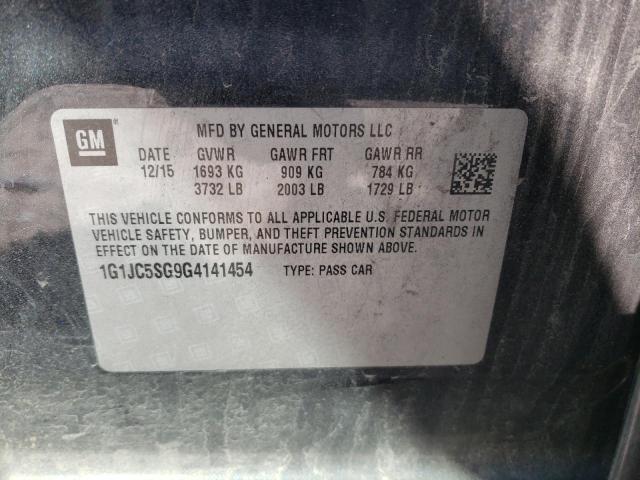 GM
MFD BY GENERAL MOTORS LLC
DATE GVWR GAWR FRT GAWR RR
12/15 1693 KG 909 KG 784 KG
3732 LB 2003 LB 1729 LB
THIS VEHICLE CONFORMS TO ALL APPLICABLE U.S. FEDERAL MOTOR
VEHICLE SAFETY, BUMPER, AND THEFT PREVENTION STANDARDS IN
EFFECT ON THE DATE OF MANUFACTURE SHOWN ABOVE.
1G1JC5SG9G4141454 TYPE: PASS CAR